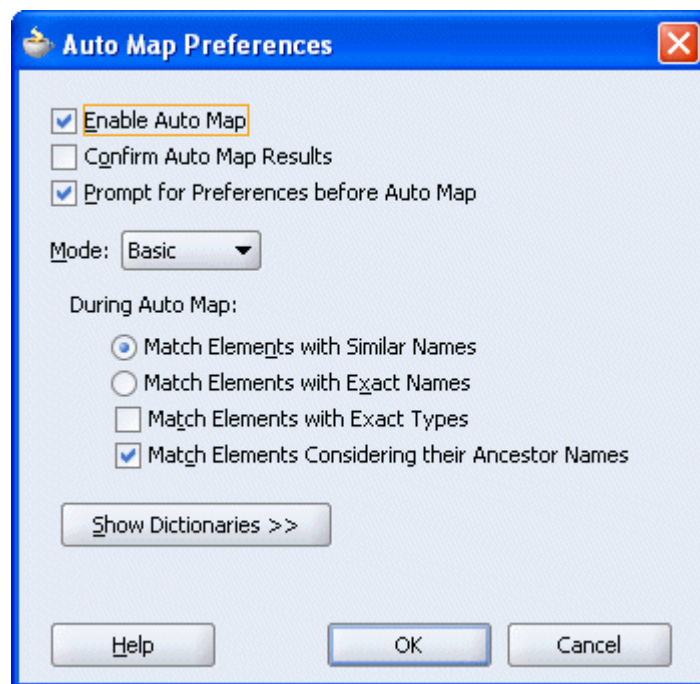 Auto Map Preferences
Enable Auto Map
Confirm Auto Map Results
Prompt for Preferences before Auto Map
Mode: Basic
During Auto Map:
Match Elements with Similar Names
Match Elements with Exact Names
Match Elements with Exact Types
Match Elements Considering their Ancestor Names
Show Dictionaries >>
Help OK Cancel